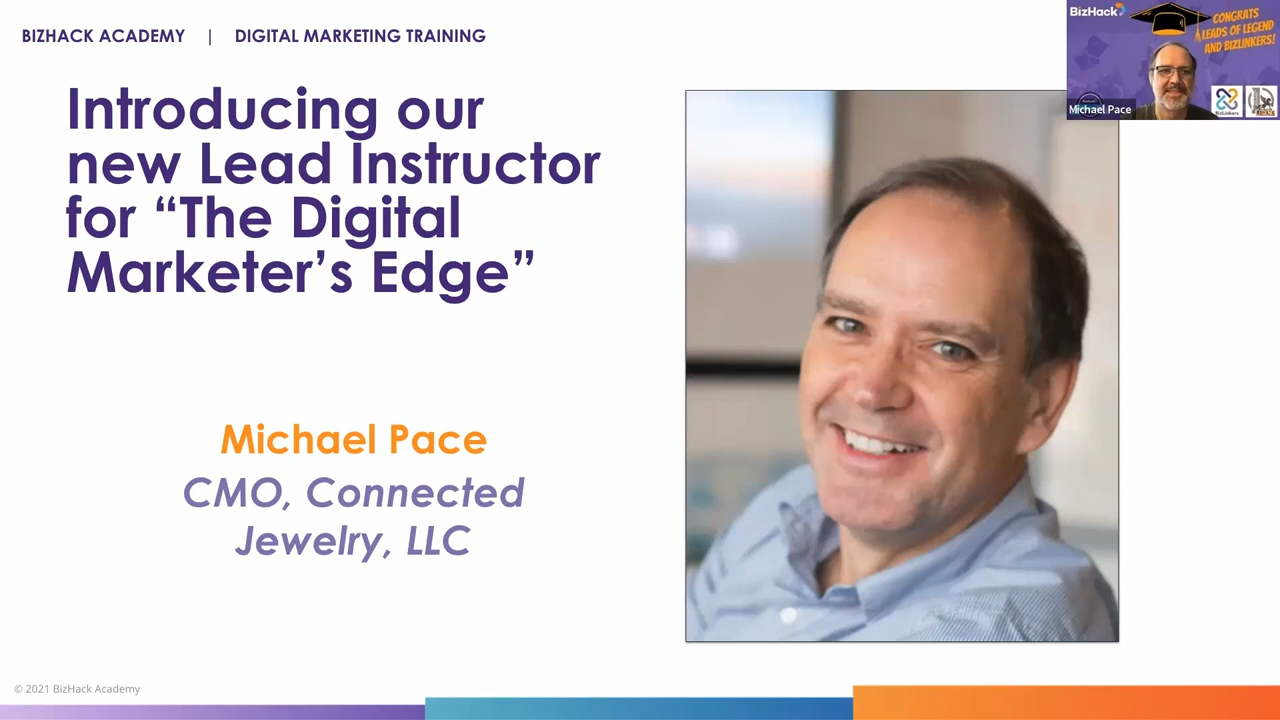 BIZHACK ACADEMY | DIGITAL MARKETING TRAINING
Introducing our
new Lead Instructor
for “The Digital
Marketer’s Edge”
Michael Pace
CMO, Connected
Jewelry, LLC
© 2021 BizHack Academy
BizHack
CONGRATS
LEADS OF LEGEND
AND BIZLINKERS!
Michael Pace
BizLinkers